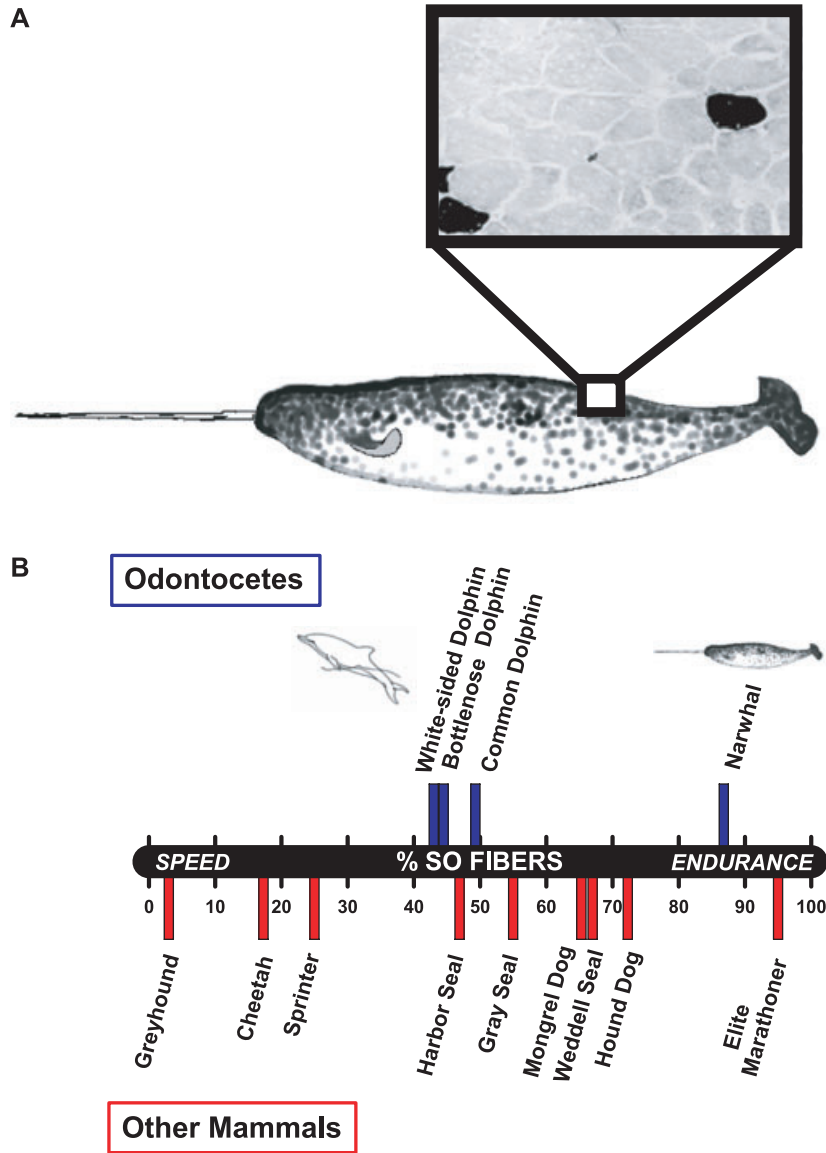 A
B
Odontocetes
White-sided Dolphin
Bottlenose Dolphin
Common Dolphin
Narwhal
SPEED % SO FIBERS ENDURANCE
0 10 20 30 40 50 60 70 80 90 100
Greyhound
Cheetah
Sprinter
Harbor Seal
Gray Seal
Mongrel Dog
Weddell Seal
Hound Dog
Elite
Marathoner
Other Mammals